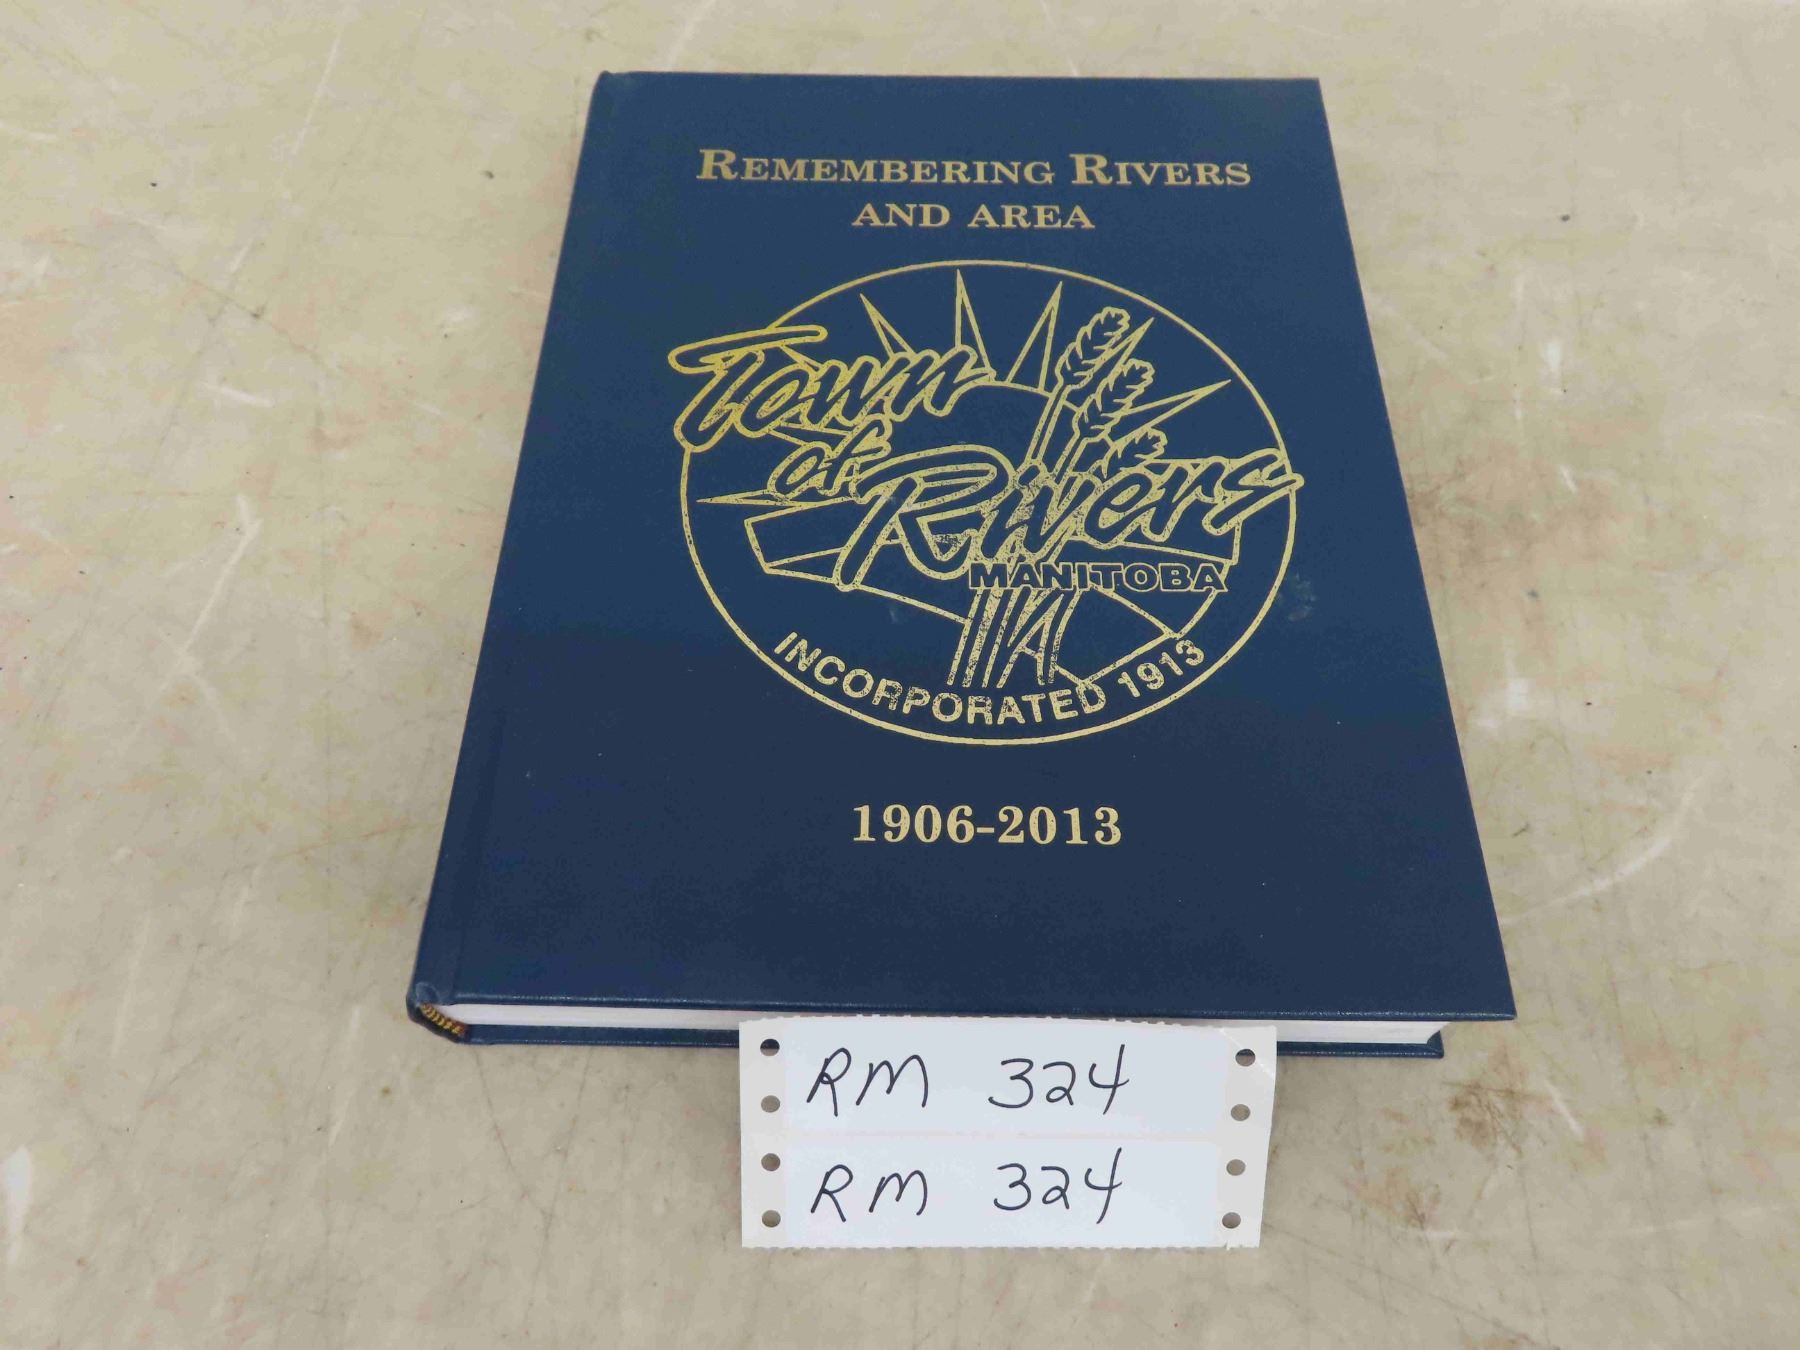 REMEMBERING RIVERS
AND AREA
Town
of
Rivers
MANITOBA
INCORPORATED 1913
1906-2013
RM 324
RM 324